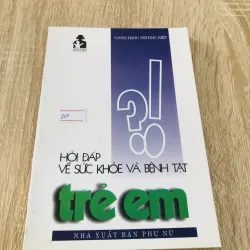 ?!
HỎI ĐÁP
VỀ SỨC KHỎE VÀ BỆNH TẬT
trẻ em
NHÀ XUẤT BẢN PHỤ NỮ